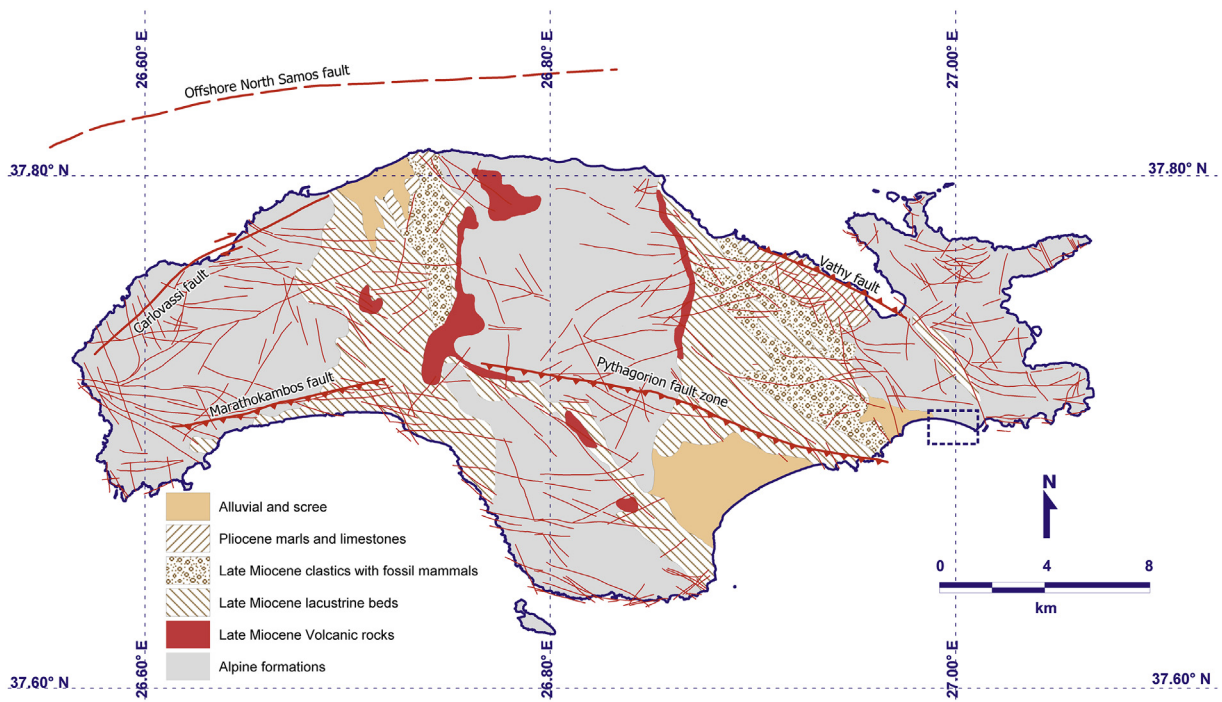 26.60° E
26.80° E
27.00° E
Offshore North Samos fault
37.80° N
37.80° N
Vathy fault
Carlovassi fault
Pythagorion fault zone
Marathokambos fault
N
Alluvial and scree
Pliocene marls and limestones
Late Miocene clastics with fossil mammals
Late Miocene lacustrine beds
Late Miocene Volcanic rocks
Alpine formations
0 4 8
km
26.60° E
26.80° E
27.00° E
37.60° N
37.60° N